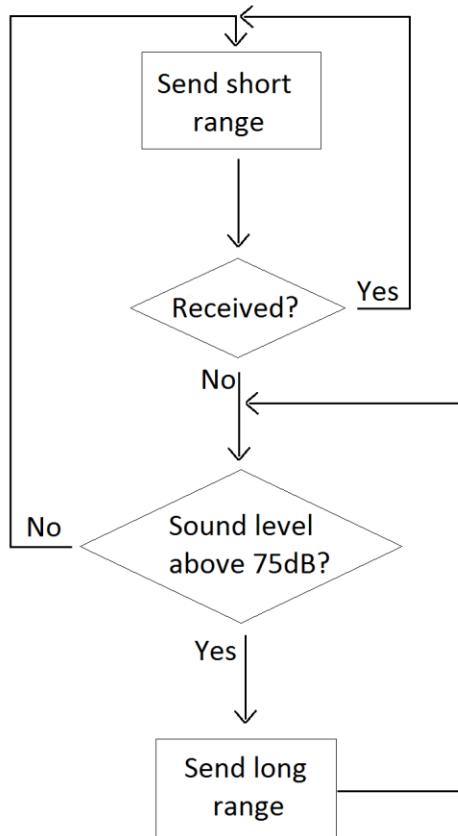 Send short
range
Received?
Yes
No
No
Sound level
above 75dB?
Yes
Send long
range